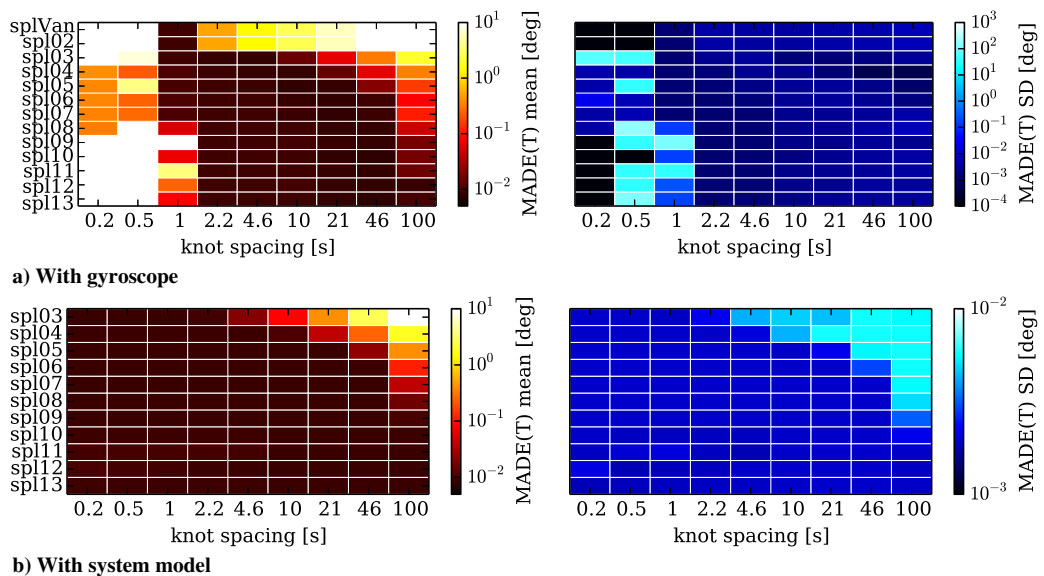 splVan
spl02
spl03
spl04
spl05
spl06
spl07
spl08
spl09
spl10
spl11
spl12
spl13
0.2 0.5 1 2.2 4.6 10 21 46 100
knot spacing [s]
10^1
10^0
10^-1
10^-2
MADE(T) mean [deg]
0.2 0.5 1 2.2 4.6 10 21 46 100
knot spacing [s]
10^3
10^2
10^1
10^0
10^-1
10^-2
10^-3
10^-4
MADE(T) SD [deg]
a) With gyroscope
spl03
spl04
spl05
spl06
spl07
spl08
spl09
spl10
spl11
spl12
spl13
0.2 0.5 1 2.2 4.6 10 21 46 100
knot spacing [s]
10^1
10^0
10^-1
10^-2
MADE(T) mean [deg]
0.2 0.5 1 2.2 4.6 10 21 46 100
knot spacing [s]
10^-2
10^-3
MADE(T) SD [deg]
b) With system model